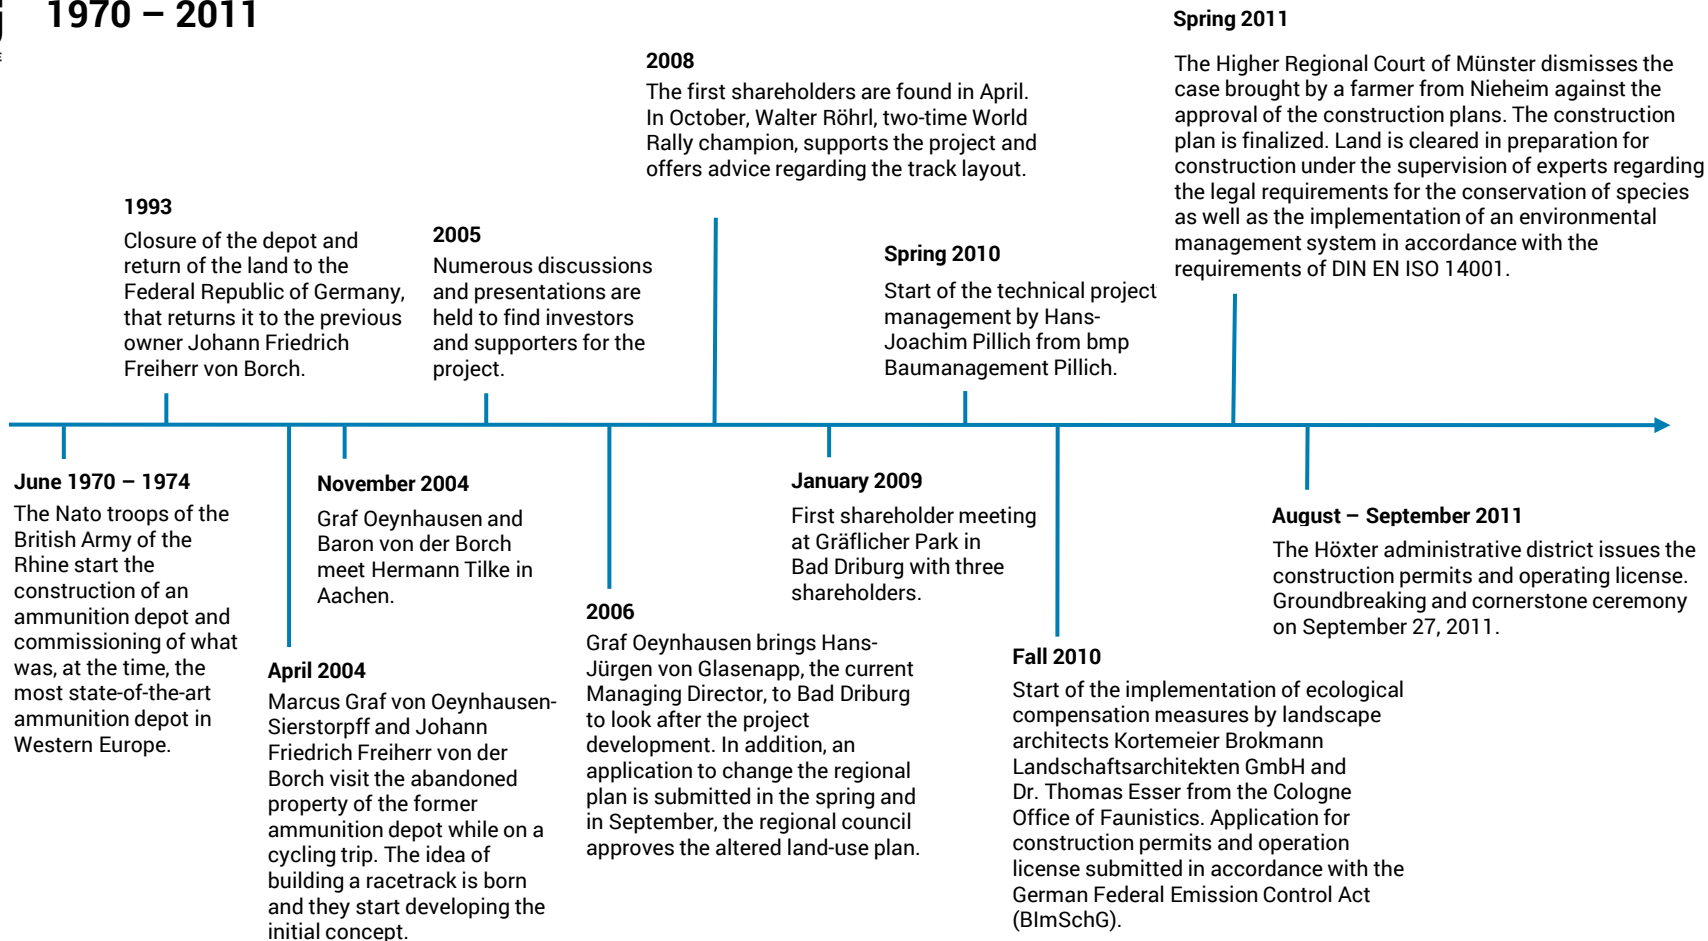 1970 – 2011
Spring 2011
The Higher Regional Court of Münster dismisses the
case brought by a farmer from Nieheim against the
approval of the construction plans. The construction
plan is finalized. Land is cleared in preparation for
construction under the supervision of experts regarding
the legal requirements for the conservation of species
as well as the implementation of an environmental
management system in accordance with the
requirements of DIN EN ISO 14001.
2008
The first shareholders are found in April.
In October, Walter Röhrl, two-time World
Rally champion, supports the project and
offers advice regarding the track layout.
1993
Closure of the depot and
return of the land to the
Federal Republic of Germany,
that returns it to the previous
owner Johann Friedrich
Freiherr von Borch.
2005
Numerous discussions
and presentations are
held to find investors
and supporters for the
project.
Spring 2010
Start of the technical project
management by Hans-
Joachim Pillich from bmp
Baumanagement Pillich.
June 1970 – 1974
The Nato troops of the
British Army of the
Rhine start the
construction of an
ammunition depot and
commissioning of what
was, at the time, the
most state-of-the-art
ammunition depot in
Western Europe.
November 2004
Graf Oeynhausen and
Baron von der Borch
meet Hermann Tilke in
Aachen.
April 2004
Marcus Graf von Oeynhausen-
Sierstorpff and Johann
Friedrich Freiherr von der
Borch visit the abandoned
property of the former
ammunition depot while on a
cycling trip. The idea of
building a racetrack is born
and they start developing the
initial concept.
2006
Graf Oeynhausen brings Hans-
Jürgen von Glasenapp, the current
Managing Director, to Bad Driburg
to look after the project
development. In addition, an
application to change the regional
plan is submitted in the spring and
in September, the regional council
approves the altered land-use plan.
January 2009
First shareholder meeting
at Gräflicher Park in
Bad Driburg with three
shareholders.
Fall 2010
Start of the implementation of ecological
compensation measures by landscape
architects Kortemeier Brokmann
Landschaftsarchitekten GmbH and
Dr. Thomas Esser from the Cologne
Office of Faunistics. Application for
construction permits and operation
license submitted in accordance with the
German Federal Emission Control Act
(BImSchG).
August – September 2011
The Höxter administrative district issues the
construction permits and operating license.
Groundbreaking and cornerstone ceremony
on September 27, 2011.